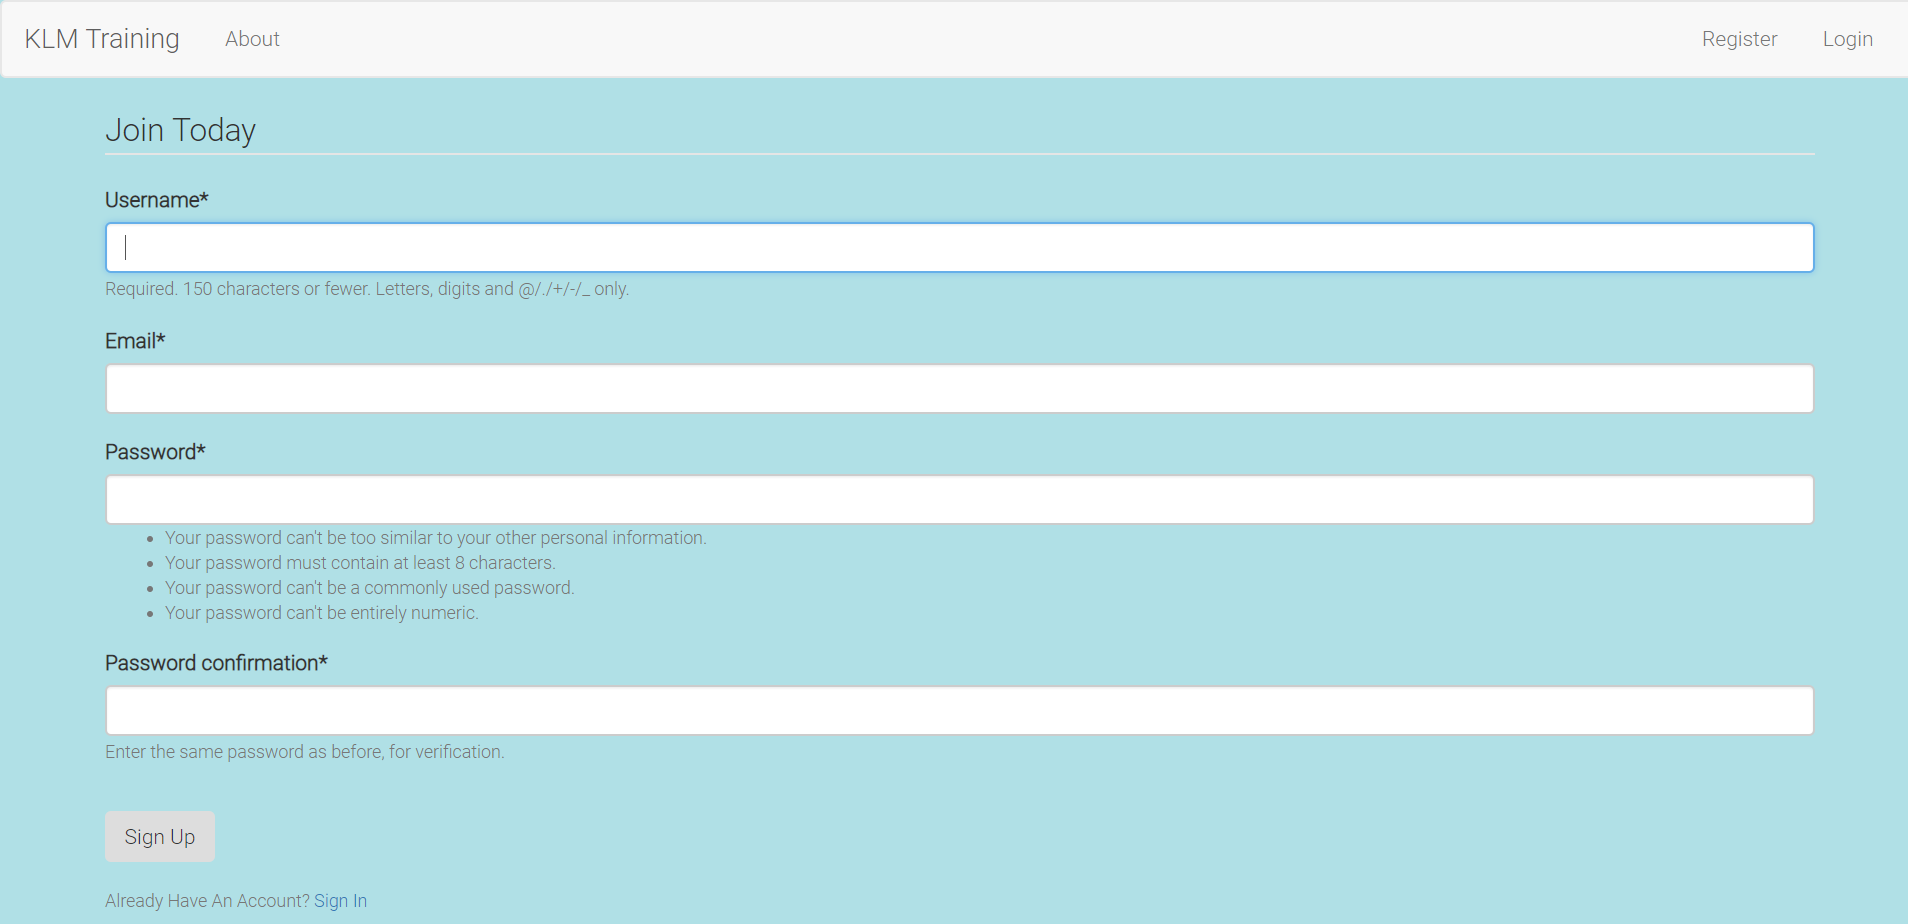 KLM Training About Register Login
Join Today
Username*
Required. 150 characters or fewer. Letters, digits and @/./+/-/_ only.
Email*
Password*
Your password can't be too similar to your other personal information.
Your password must contain at least 8 characters.
Your password can't be a commonly used password.
Your password can't be entirely numeric.
Password confirmation*
Enter the same password as before, for verification.
Sign Up
Already Have An Account? Sign In